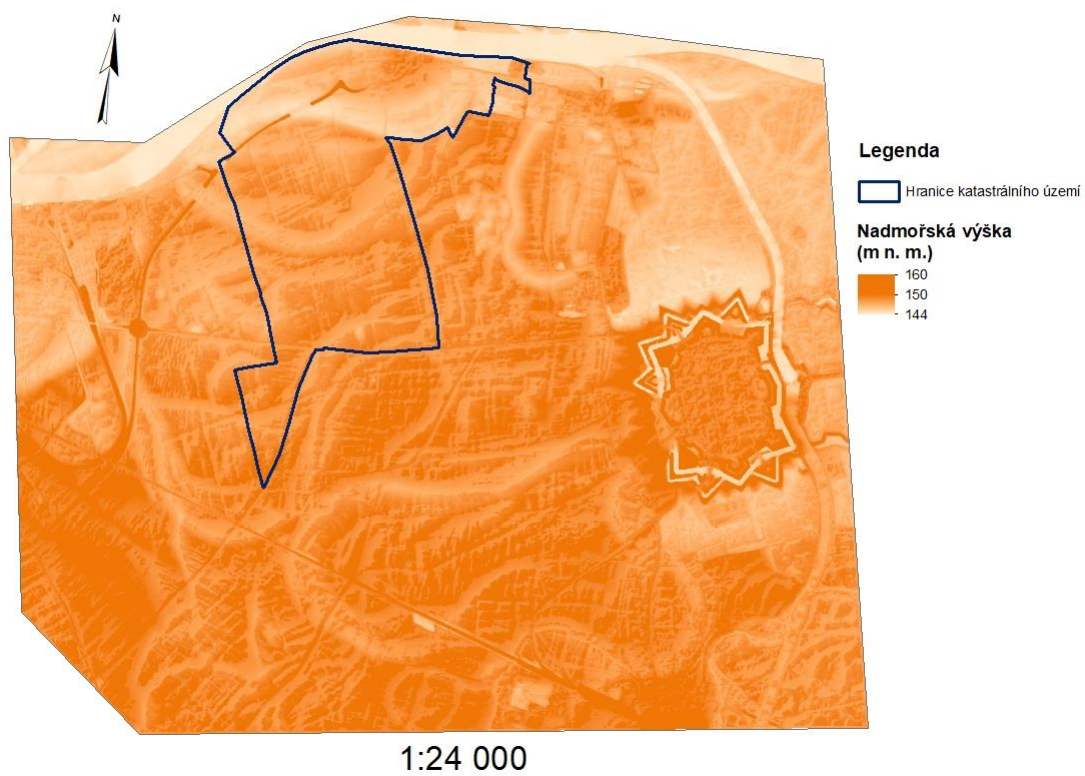 N
Legenda
Hranice katastrálního území
Nadmořská výška
(m n. m.)
160
150
144
1:24 000